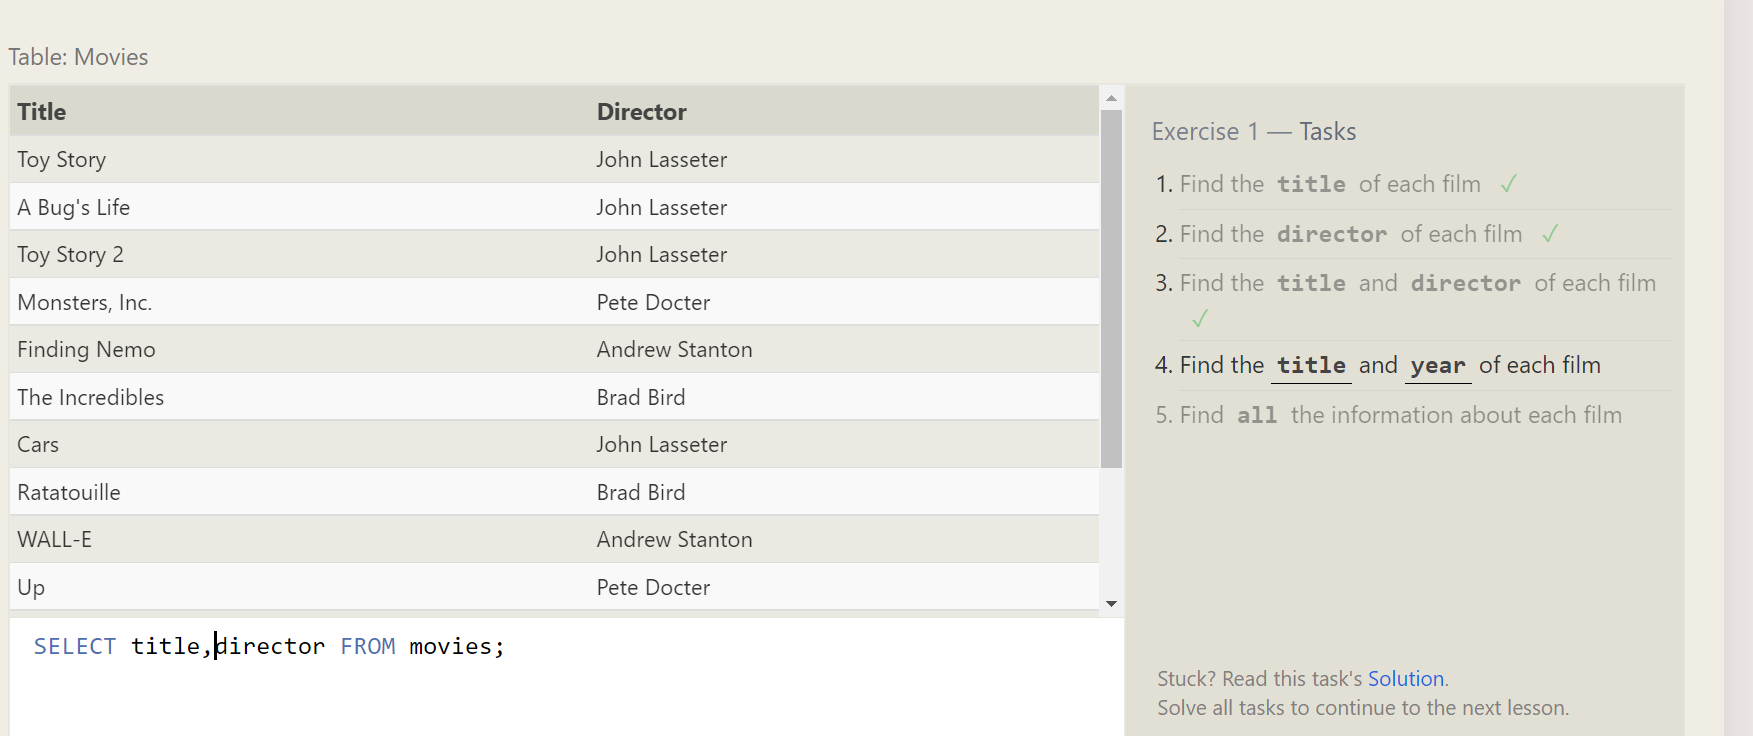 Table: Movies
Title Director
Toy Story John Lasseter
A Bug's Life John Lasseter
Toy Story 2 John Lasseter
Monsters, Inc. Pete Docter
Finding Nemo Andrew Stanton
The Incredibles Brad Bird
Cars John Lasseter
Ratatouille Brad Bird
WALL-E Andrew Stanton
Up Pete Docter
SELECT title,director FROM movies;
Exercise 1 — Tasks
1. Find the title of each film ✓
2. Find the director of each film ✓
3. Find the title and director of each film
✓
4. Find the title and year of each film
5. Find all the information about each film
Stuck? Read this task's Solution.
Solve all tasks to continue to the next lesson.